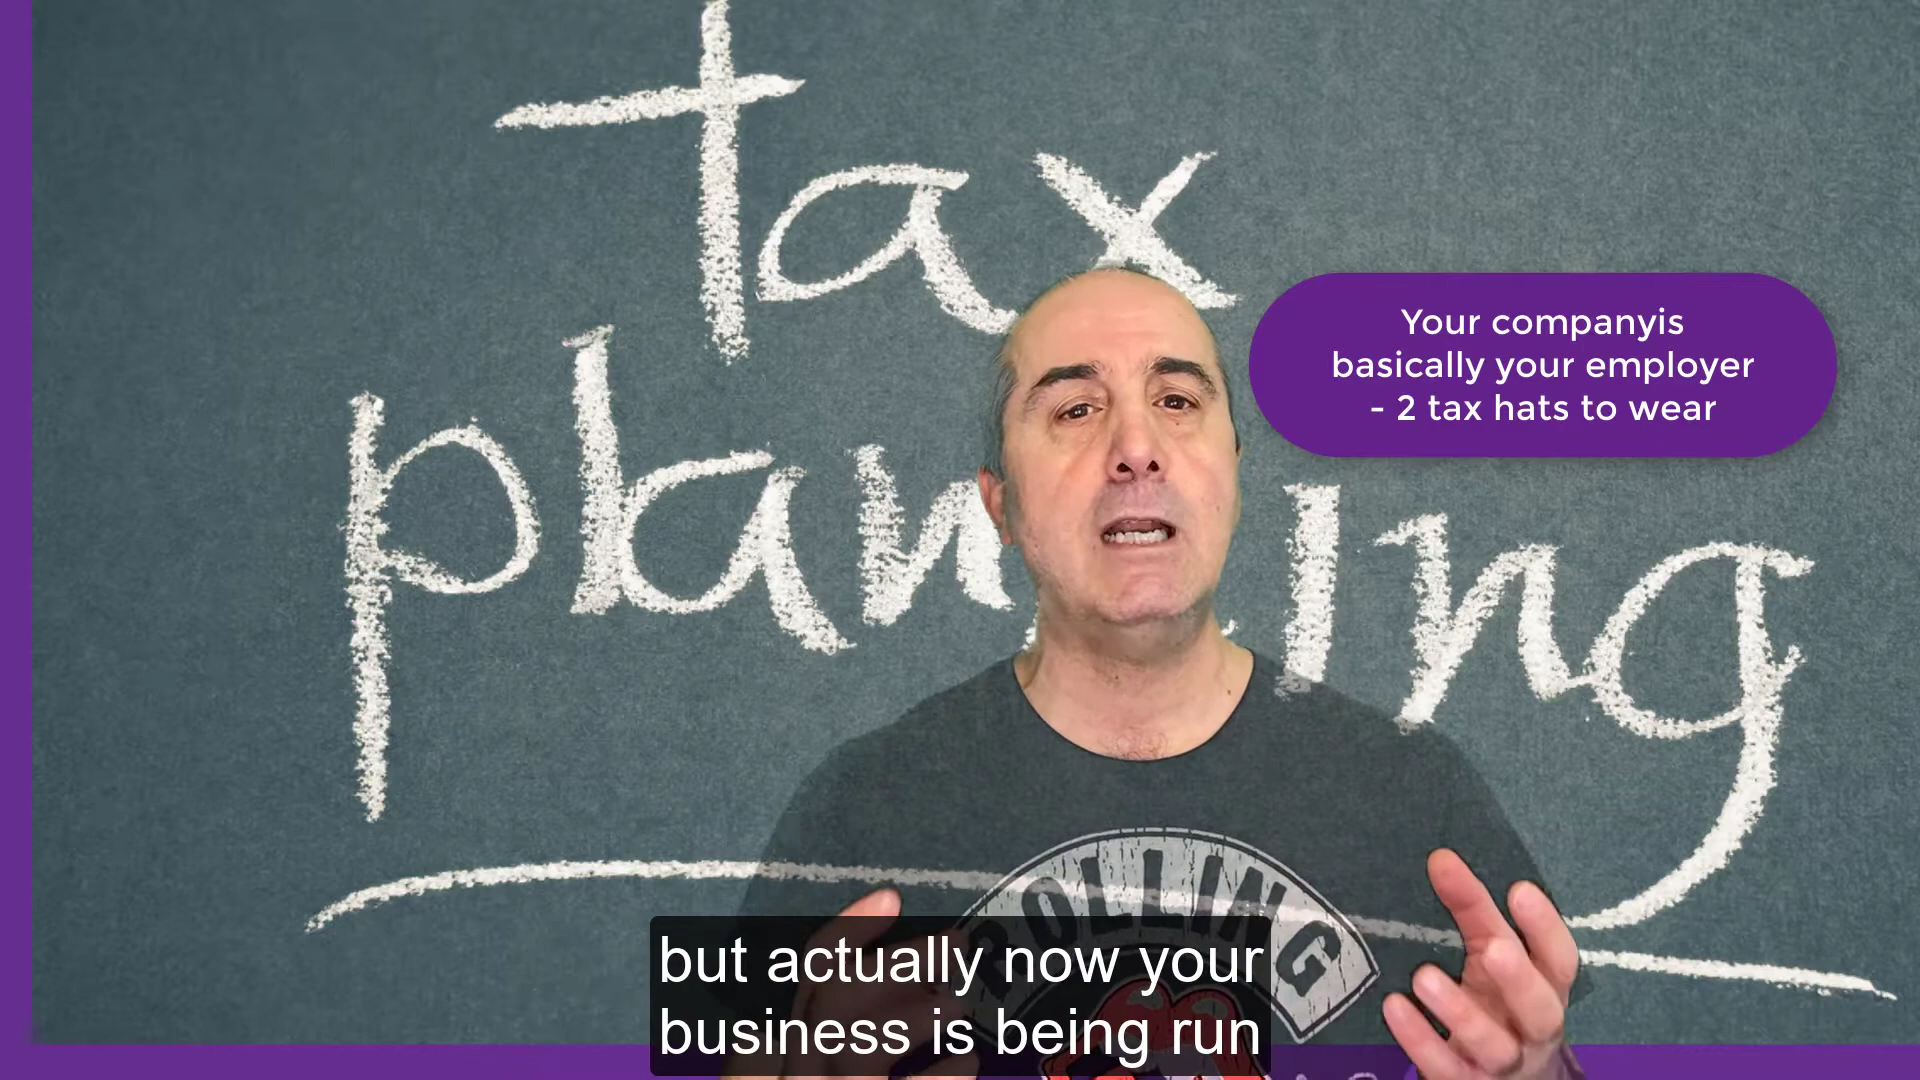 tax
planning
Your companyis
basically your employer
- 2 tax hats to wear
ROLLING
but actually now your
business is being run